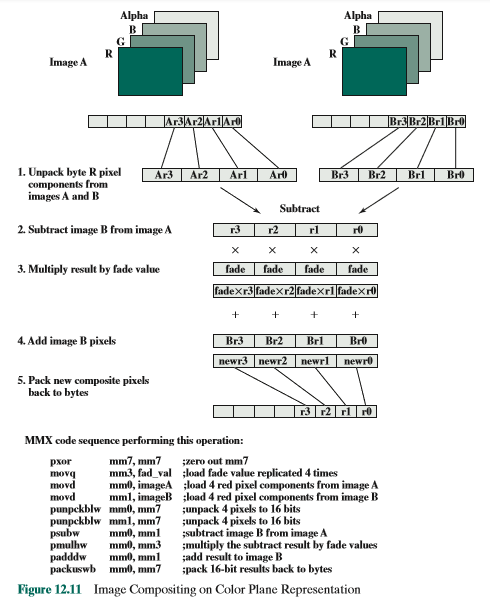 Alpha
B
G
R
Image A
Alpha
B
G
R
Image A
Ar3 Ar2 Ar1 Ar0
Br3 Br2 Br1 Br0
1. Unpack byte R pixel
components from
images A and B
Ar3 Ar2 Ar1 Ar0
Br3 Br2 Br1 Br0
Subtract
2. Subtract image B from image A
r3 r2 r1 r0
× × × ×
3. Multiply result by fade value
fade fade fade fade
fade×r3 fade×r2 fade×r1 fade×r0
+ + + +
4. Add image B pixels
Br3 Br2 Br1 Br0
newr3 newr2 newr1 newr0
5. Pack new composite pixels
back to bytes
r3 r2 r1 r0
MMX code sequence performing this operation:
pxor mm7, mm7 ;zero out mm7
movq mm3, fad_val ;load fade value replicated 4 times
movd mm0, imageA ;load 4 red pixel components from image A
movd mm1, imageB ;load 4 red pixel components from image B
punpckblw mm0, mm7 ;unpack 4 pixels to 16 bits
punpckblw mm1, mm7 ;unpack 4 pixels to 16 bits
psubw mm0, mm1 ;subtract image B from image A
pmulhw mm0, mm3 ;multiply the subtract result by fade values
padddw mm0, mm1 ;add result to image B
packuswb mm0, mm7 ;pack 16-bit results back to bytes
Figure 12.11 Image Compositing on Color Plane Representation